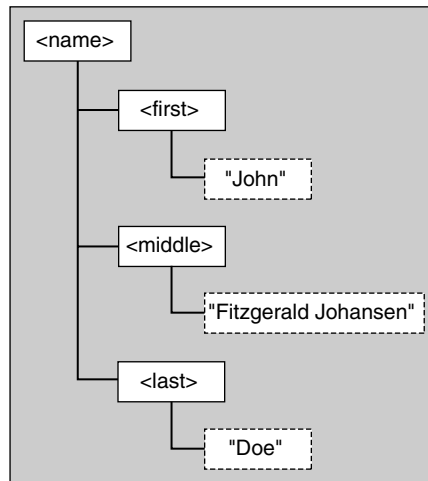 <name>
<first>
"John"
<middle>
"Fitzgerald Johansen"
<last>
"Doe"